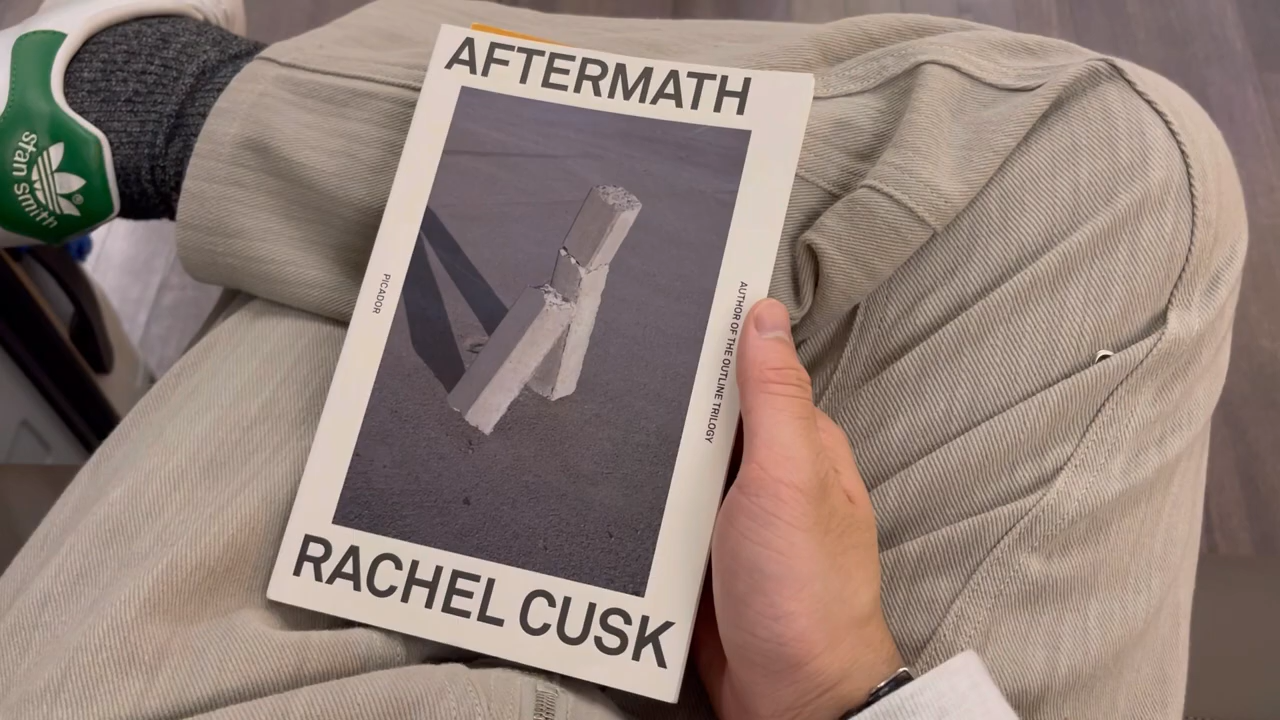 AFTERMATH
PICADOR
AUTHOR OF THE OUTLINE TRILOGY
RACHEL CUSK
stan smith
®